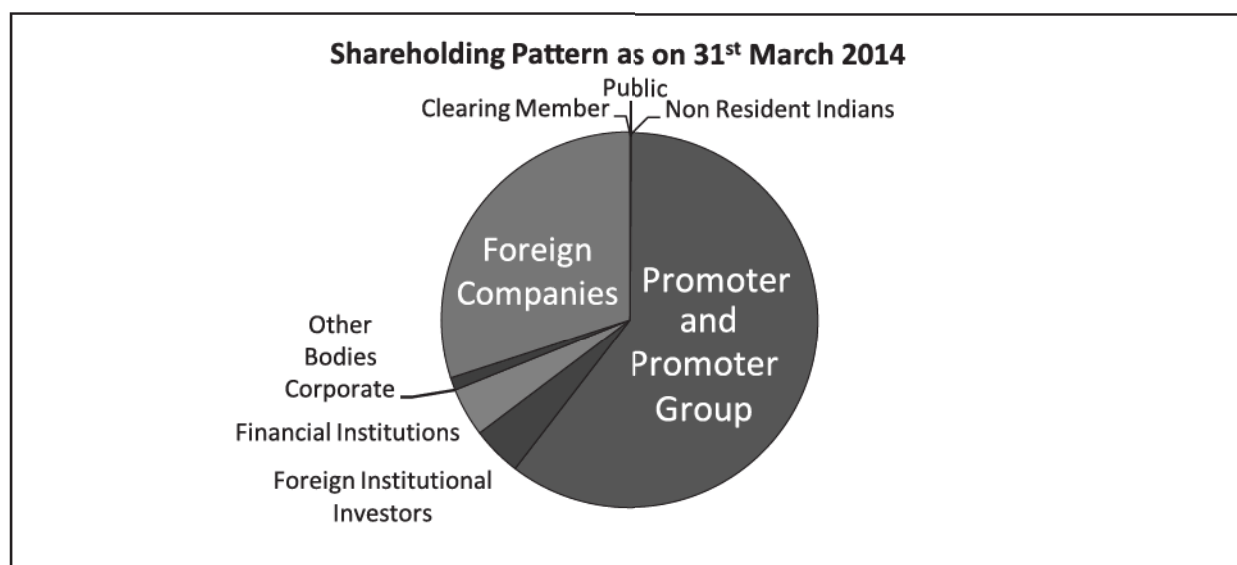 Shareholding Pattern as on 31st March 2014
Public
Clearing Member
Non Resident Indians
Foreign
Companies
Promoter
and
Promoter
Group
Other
Bodies
Corporate
Financial Institutions
Foreign Institutional
Investors